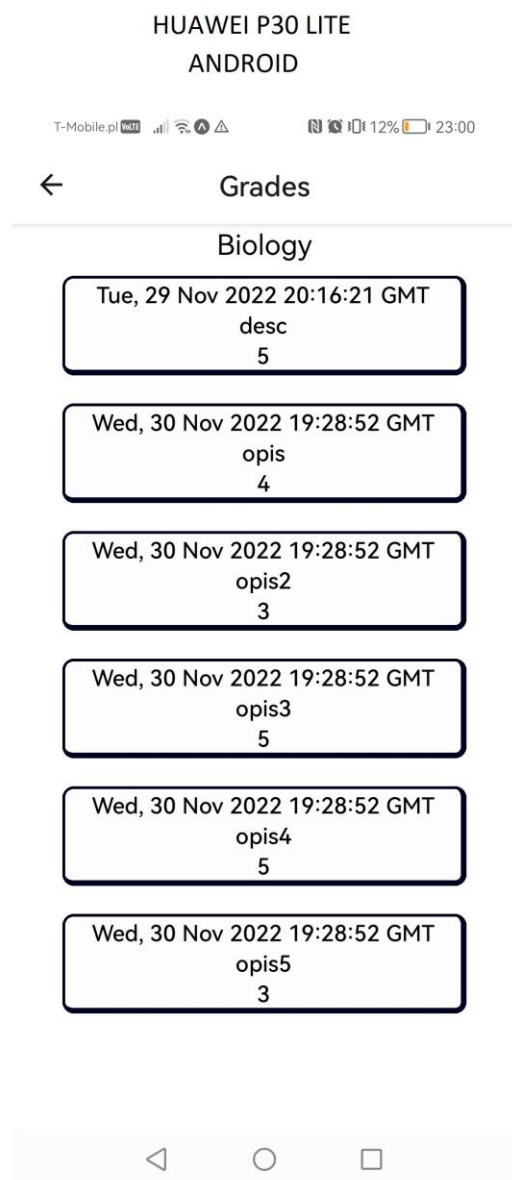 HUAWEI P30 LITE
ANDROID
T-Mobile.pl VoLTE 12% 23:00
Grades
Biology
Tue, 29 Nov 2022 20:16:21 GMT
desc
5
Wed, 30 Nov 2022 19:28:52 GMT
opis
4
Wed, 30 Nov 2022 19:28:52 GMT
opis2
3
Wed, 30 Nov 2022 19:28:52 GMT
opis3
5
Wed, 30 Nov 2022 19:28:52 GMT
opis4
5
Wed, 30 Nov 2022 19:28:52 GMT
opis5
3